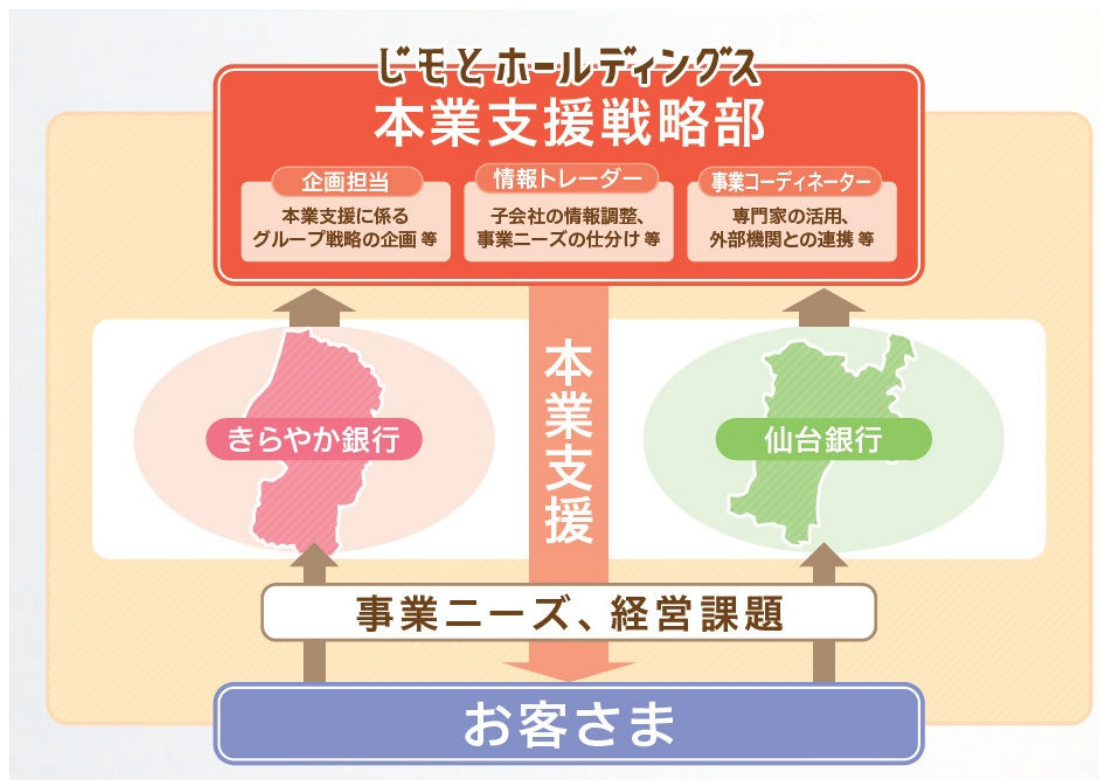 じモとホールディングス
本業支援戦略部
企画担当
本業支援に係る
グループ戦略の企画 等
情報トレーダー
子会社の情報調整、
事業ニーズの仕分け 等
事業コーディネーター
専門家の活用、
外部機関との連携 等
きらやか銀行
本業支援
仙台銀行
事業ニーズ、経営課題
お客さま